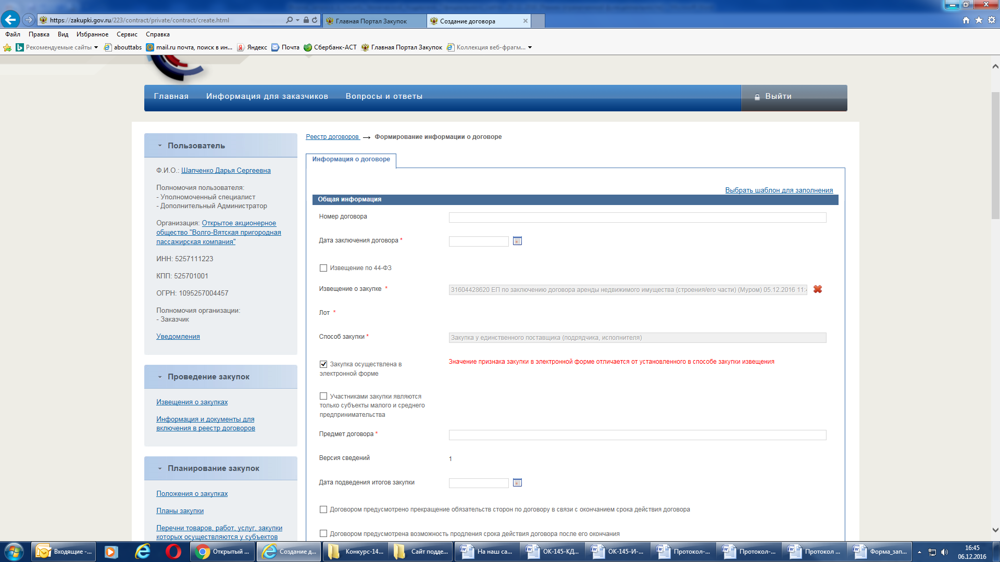 https://zakupki.gov.ru/223/contract/private/contract/create.html
Главная Портал Закупок
Создание договора
Файл Правка Вид Избранное Сервис Справка
Рекомендуемые сайты abouttabs mail.ru почта, поиск в ин... Яндекс Почта Сбербанк-АСТ Главная Портал Закупок Коллекция веб-фрагм...
Главная Информация для заказчиков Вопросы и ответы Выйти
Пользователь
Ф.И.О.: Шапченко Дарья Сергеевна
Полномочия пользователя:
- Уполномоченный специалист
- Дополнительный Администратор
Организация: Открытое акционерное
общество "Волго-Вятская пригородная
пассажирская компания"
ИНН: 5257111223
КПП: 525701001
ОГРН: 1095257004457
Полномочия организации:
- Заказчик
Уведомления
Проведение закупок
Извещения о закупках
Информация и документы для
включения в реестр договоров
Планирование закупок
Положения о закупках
Планы закупки
Перечни товаров, работ, услуг, закупки
которых осуществляются у субъектов
Реестр договоров → Формирование информации о договоре
Информация о договоре
Выбрать шаблон для заполнения
Общая информация
Номер договора
Дата заключения договора *
Извещение по 44-ФЗ
Извещение о закупке * 31604428620 ЕП по заключению договора аренды недвижимого имущества (строения/его части) (Муром) 05.12.2016 11:4
Лот *
Способ закупки * Закупка у единственного поставщика (подрядчика, исполнителя)
Закупка осуществлена в
электронной форме
Значение признака закупки в электронной форме отличается от установленного в способе закупки извещения
Участниками закупки являются
только субъекты малого и среднего
предпринимательства
Предмет договора *
Версия сведений 1
Дата подведения итогов закупки
Договором предусмотрено прекращение обязательств сторон по договору в связи с окончанием срока действия договора
Договором предусмотрена возможность продления срока действия договора после его окончания
Входящие -... Открытый ... Создание д... Конкурс-14... Сайт подде... На наш са... ОК-145-КД... ОК-145-И-... Протокол-... Протокол-... Протокол ... Форма_зап...
16:45
06.12.2016